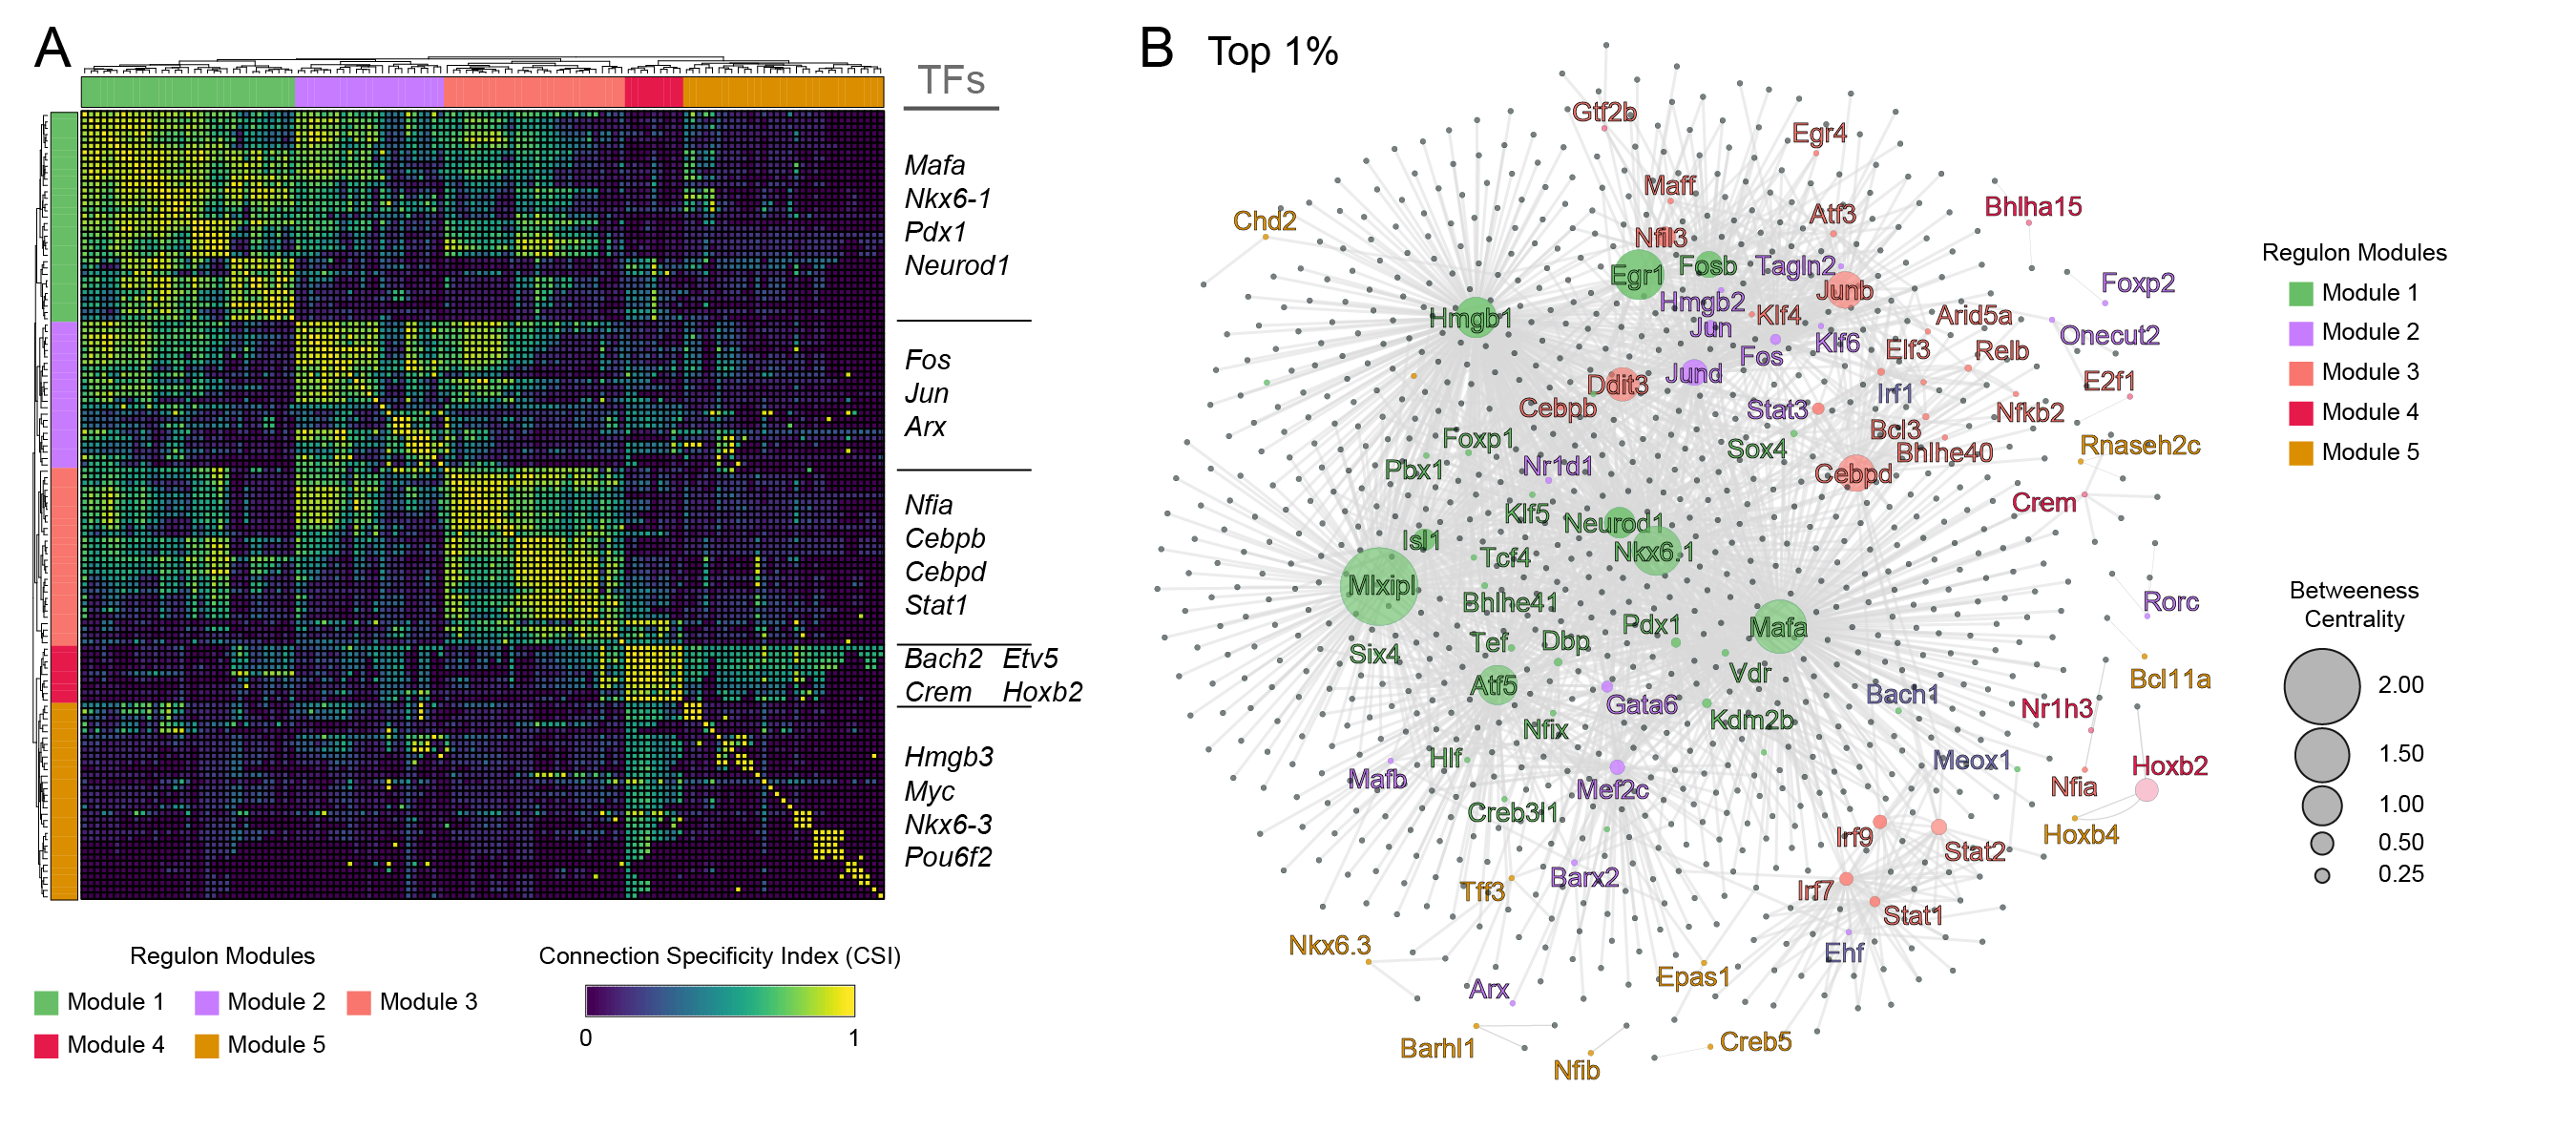 A
TFs
Mafa
Nkx6-1
Pdx1
Neurod1
Fos
Jun
Arx
Nfia
Cebpb
Cebpd
Stat1
Bach2 Etv5
Crem Hoxb2
Hmgb3
Myc
Nkx6-3
Pou6f2
Regulon Modules
Module 1
Module 2
Module 3
Module 4
Module 5
Connection Specificity Index (CSI)
0
1
B
Top 1%
Gtf2b
Egr4
Maff
Chd2
Atf3
Bhlha15
Nfil3
Egr1
Fosb
Tagln2
Junb
Foxp2
Hmgb1
Hmgb2
Jun
Klf4
Arid5a
Onecut2
Fos
Klf6
Elf3
Relb
Ddit3
Jund
Irf1
E2f1
Cebpb
Stat3
Nfkb2
Foxp1
Sox4
Bcl3
Bhlhe40
Rnaseh2c
Pbx1
Nr1d1
Cebpd
Crem
Klf5
Neurod1
Isl1
Nkx6.1
Tcf4
Mlxipl
Bhlhe41
Rorc
Pdx1
Mafa
Tef
Dbp
Six4
Vdr
Bcl11a
Atf5
Bach1
Gata6
Nr1h3
Kdm2b
Nfix
Hlf
Meox1
Hoxb2
Mafb
Mef2c
Nfia
Creb3l1
Hoxb4
Irf9
Stat2
Barx2
Tff3
Irf7
Stat1
Nkx6.3
Ehf
Epas1
Arx
Barhl1
Creb5
Nfib
Regulon Modules
Module 1
Module 2
Module 3
Module 4
Module 5
Betweeness
Centrality
2.00
1.50
1.00
0.50
0.25